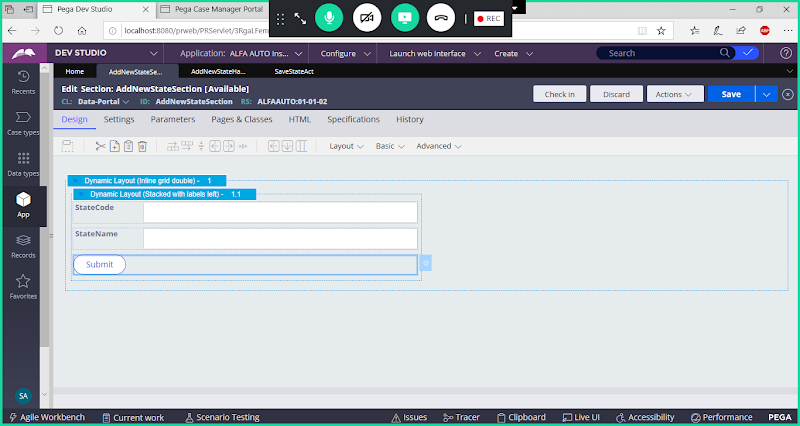 Pega Dev Studio
Pega Case Manager Portal
REC
localhost:8080/prweb/PRServlet/3RgaLFem
ABP
DEV STUDIO
Application: ALFA AUTO Ins...
Configure
Launch web interface
Create
Search
Home
AddNewStateSe...
AddNewStateHa...
SaveStateAct
Recents
Case types
Data types
App
Records
Favorites
SA
Edit Section: AddNewStateSection [Available]
CL: Data-Portal ID: AddNewStateSection RS: ALFAAUTO:01-01-02
Check in
Discard
Actions
Save
Design
Settings
Parameters
Pages & Classes
HTML
Specifications
History
Layout
Basic
Advanced
Dynamic Layout (Inline grid double) - 1
Dynamic Layout (Stacked with labels left) - 1.1
StateCode
StateName
Submit
Agile Workbench
Current work
Scenario Testing
Issues
Tracer
Clipboard
Live UI
Accessibility
Performance
PEGA